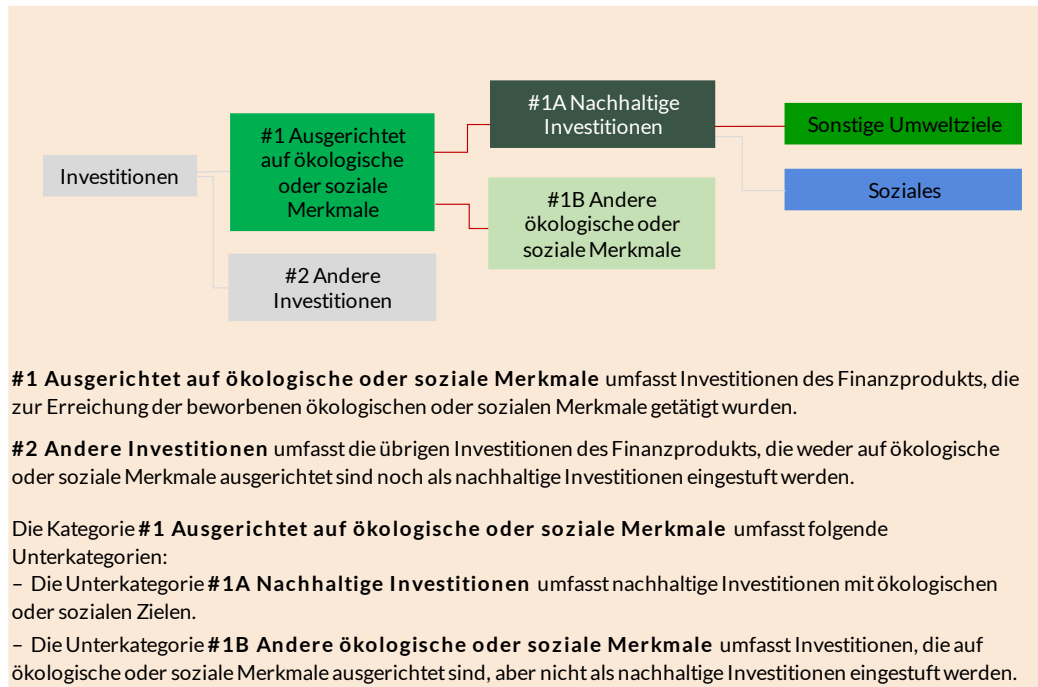 Investitionen
#1 Ausgerichtet
auf ökologische
oder soziale
Merkmale
#2 Andere
Investitionen
#1A Nachhaltige
Investitionen
#1B Andere
ökologische oder
soziale Merkmale
Sonstige Umweltziele
Soziales
#1 Ausgerichtet auf ökologische oder soziale Merkmale umfasst Investitionen des Finanzprodukts, die
zur Erreichung der beworbenen ökologischen oder sozialen Merkmale getätigt wurden.
#2 Andere Investitionen umfasst die übrigen Investitionen des Finanzprodukts, die weder auf ökologische
oder soziale Merkmale ausgerichtet sind noch als nachhaltige Investitionen eingestuft werden.
Die Kategorie #1 Ausgerichtet auf ökologische oder soziale Merkmale umfasst folgende
Unterkategorien:
– Die Unterkategorie #1A Nachhaltige Investitionen umfasst nachhaltige Investitionen mit ökologischen
oder sozialen Zielen.
– Die Unterkategorie #1B Andere ökologische oder soziale Merkmale umfasst Investitionen, die auf
ökologische oder soziale Merkmale ausgerichtet sind, aber nicht als nachhaltige Investitionen eingestuft werden.